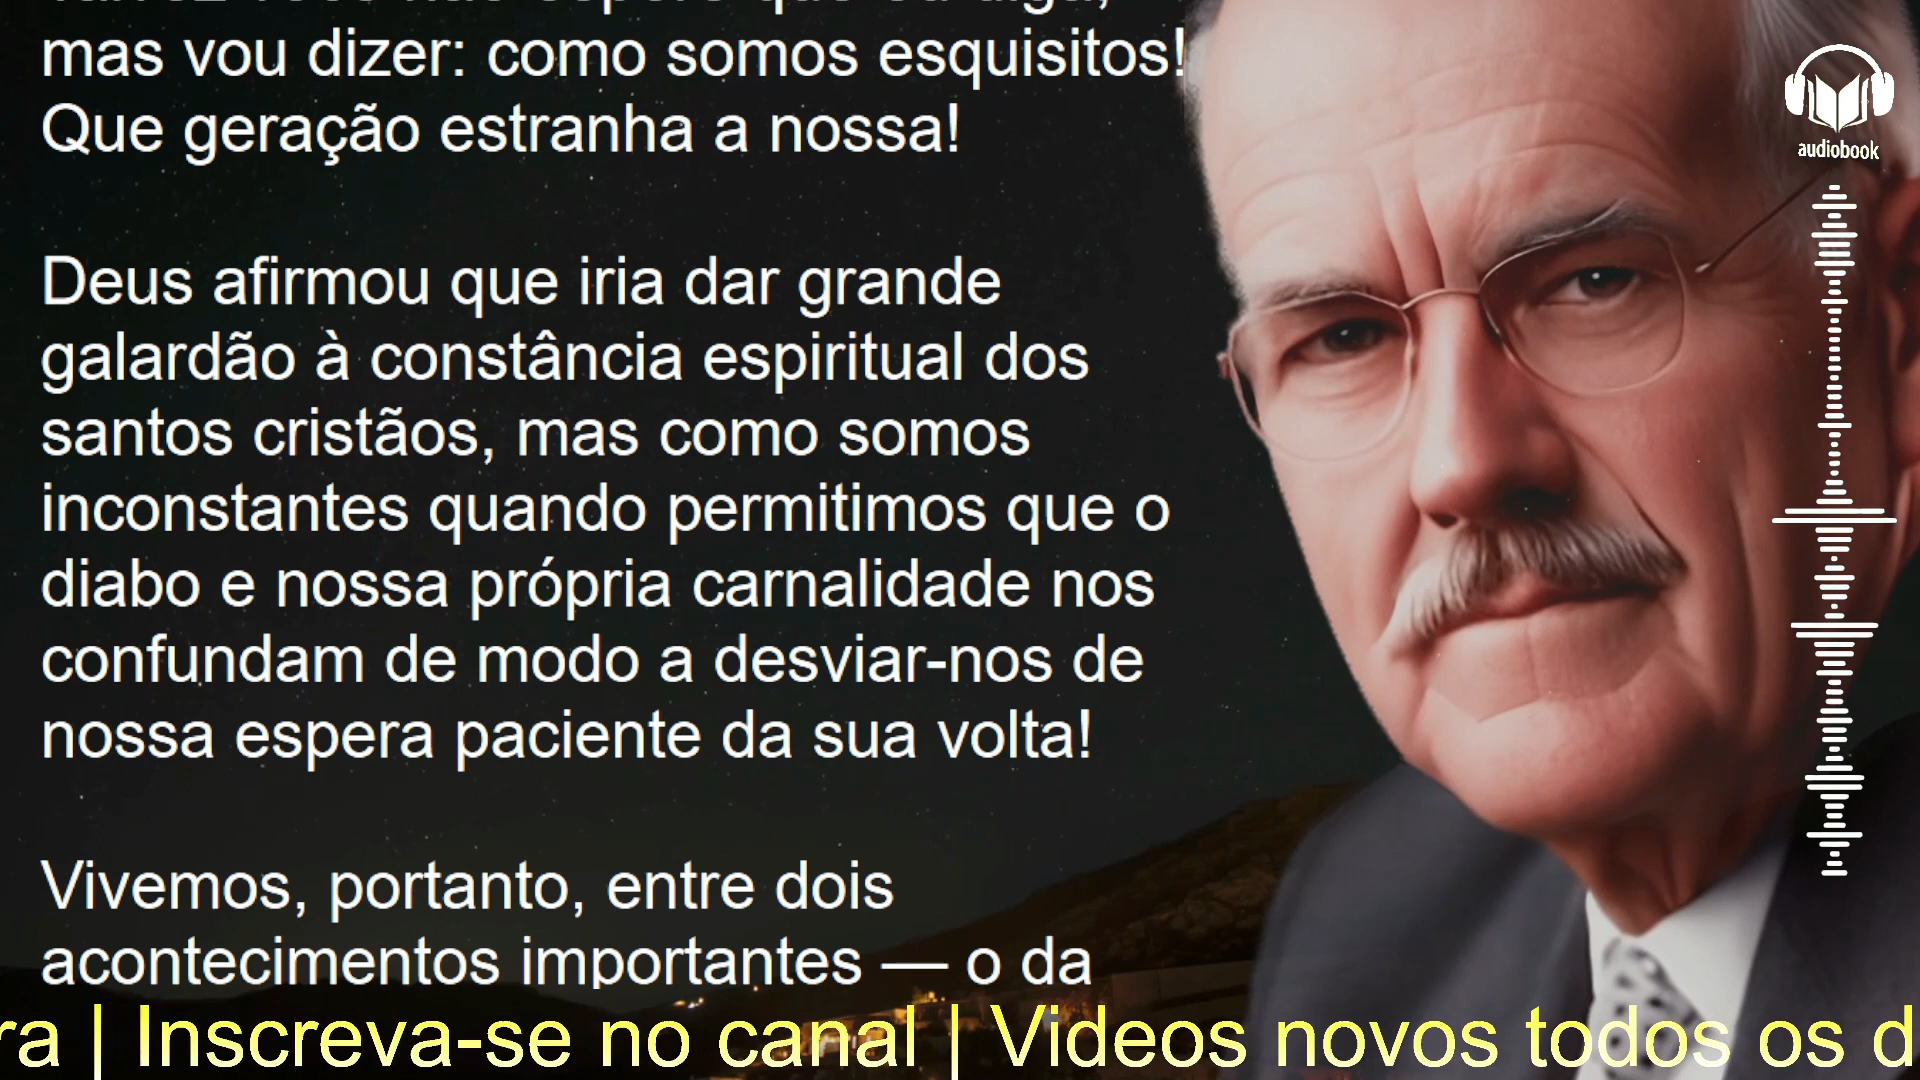 mas vou dizer: como somos esquisitos!
Que geração estranha a nossa!
Deus afirmou que iria dar grande
galardão à constância espiritual dos
santos cristãos, mas como somos
inconstantes quando permitimos que o
diabo e nossa própria carnalidade nos
confundam de modo a desviar-nos de
nossa espera paciente da sua volta!
Vivemos, portanto, entre dois
acontecimentos importantes — o da
ra | Inscreva-se no canal | Videos novos todos os d
audiobook